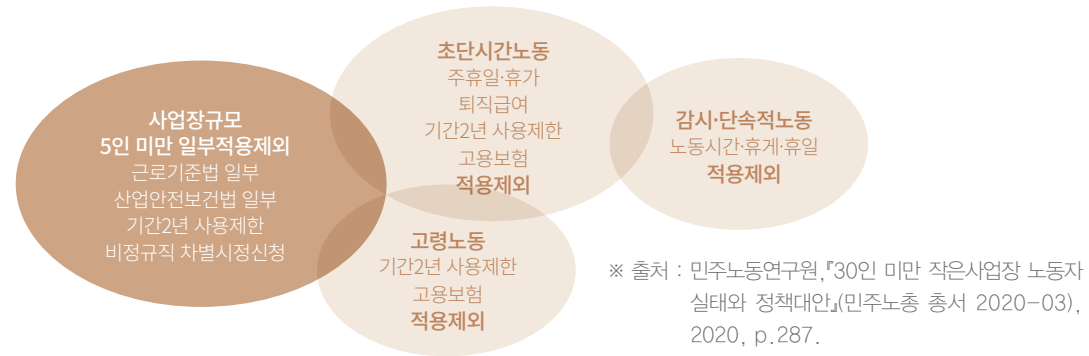 사업장규모
5인 미만 일부적용제외
근로기준법 일부
산업안전보건법 일부
기간2년 사용제한
비정규직 차별시정신청
초단시간노동
주휴일·휴가
퇴직급여
기간2년 사용제한
고용보험
적용제외
고령노동
기간2년 사용제한
고용보험
적용제외
감시·단속적노동
노동시간·휴게·휴일
적용제외
※ 출처 : 민주노동연구원,『30인 미만 작은사업장 노동자
실태와 정책대안』(민주노총 총서 2020-03),
2020, p.287.